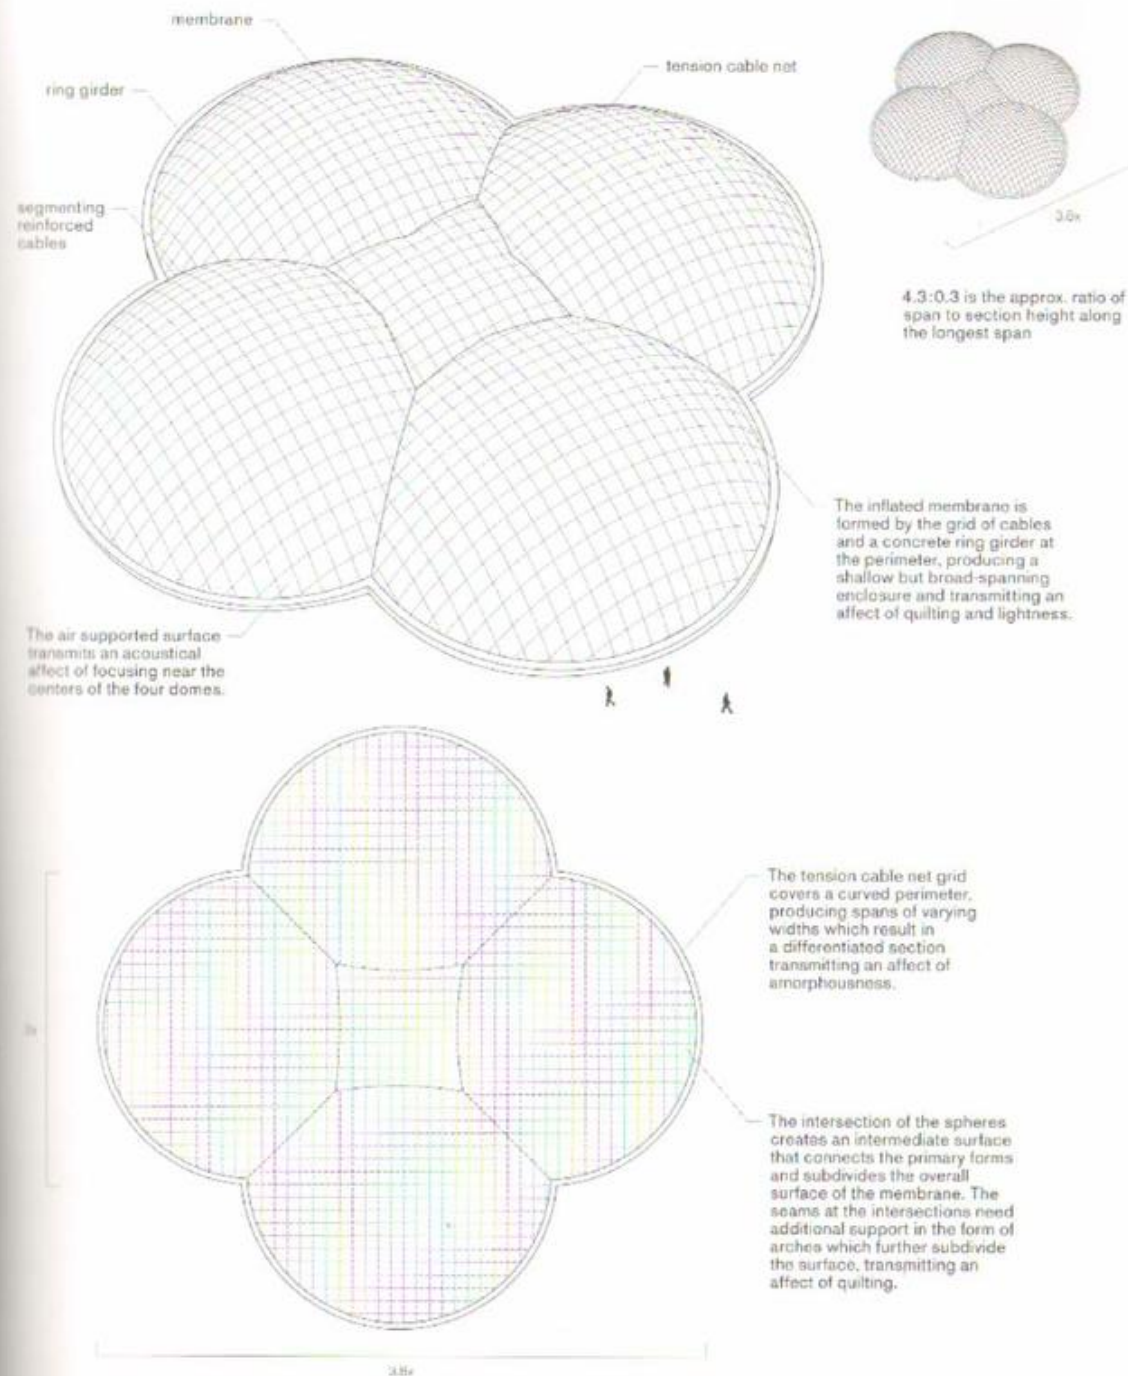 membrane
ring girder
tension cable net
segmenting
reinforced
cables
3.8x
4.3:0.3 is the approx. ratio of
span to section height along
the longest span
The inflated membrane is
formed by the grid of cables
and a concrete ring girder at
the perimeter, producing a
shallow but broad-spanning
enclosure and transmitting an
affect of quilting and lightness.
The air supported surface
transmits an acoustical
affect of focusing near the
centers of the four domes.
The tension cable net grid
covers a curved perimeter,
producing spans of varying
widths which result in
a differentiated section
transmitting an affect of
amorphousness.
The intersection of the spheres
creates an intermediate surface
that connects the primary forms
and subdivides the overall
surface of the membrane. The
seams at the intersections need
additional support in the form of
arches which further subdivide
the surface, transmitting an
affect of quilting.
3.8x